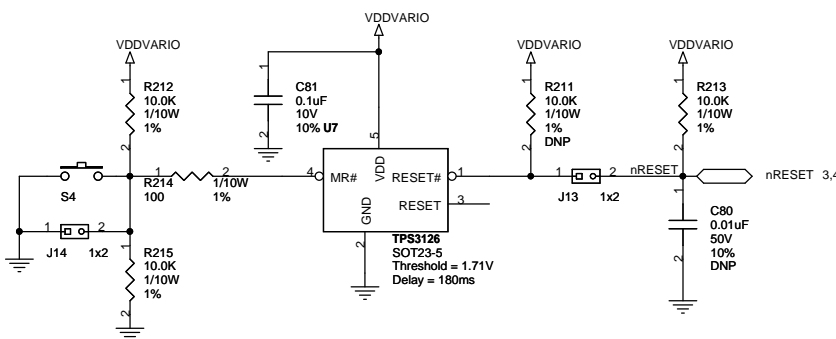 VDDVARIO
VDDVARIO
VDDVARIO
VDDVARIO
1
R212
10.0K
1/10W
1%
2
1
C81
0.1uF
10V
10% U7
2
5
1
R211
10.0K
1/10W
1%
DNP
2
1
R213
10.0K
1/10W
1%
2
S4
1 2
R214
100
1/10W
1%
4
MR#
VDD
RESET#
1
RESET
3
GND
2
TPS3126
SOT23-5
Threshold = 1.71V
Delay = 180ms
1 2
J13 1x2
nRESET
nRESET 3,4
1 2
J14 1x2
1
R215
10.0K
1/10W
1%
2
1
C80
0.01uF
50V
10%
DNP
2